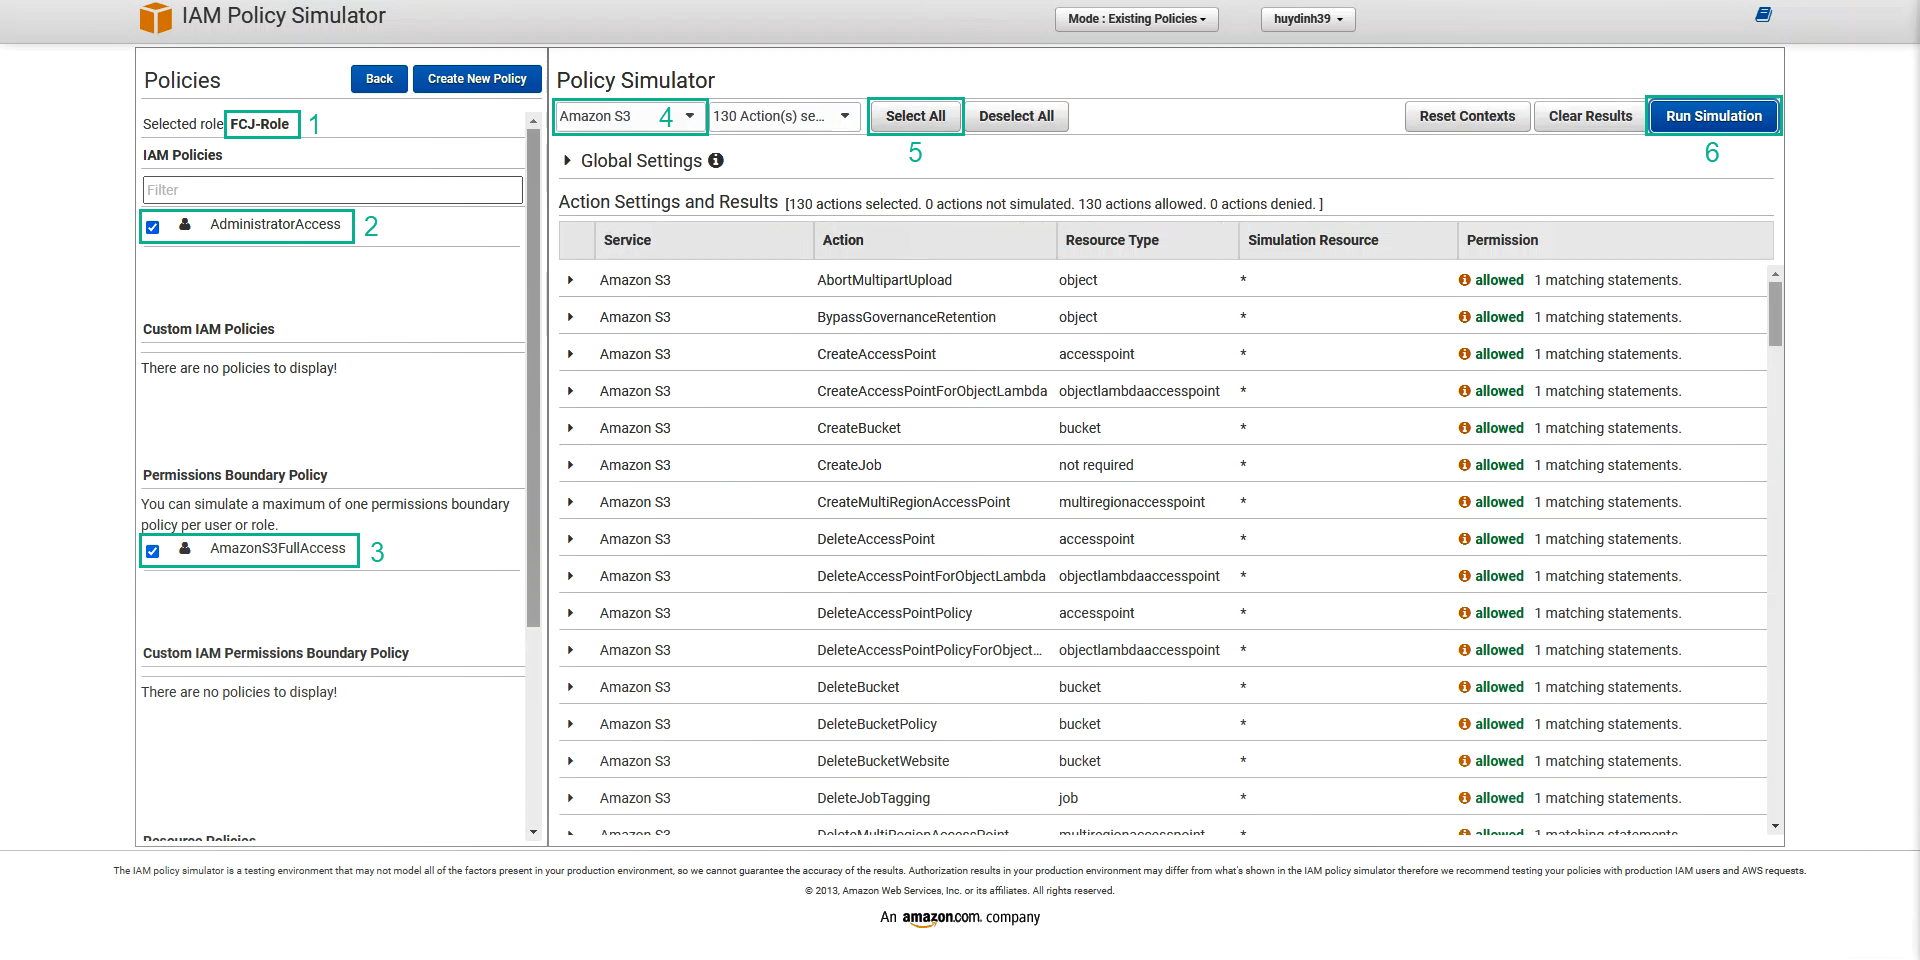 IAM Policy Simulator
Mode : Existing Policies
huydinh39
Policies
Back
Create New Policy
Selected role FCJ-Role 1
IAM Policies
Filter
AdministratorAccess 2
Custom IAM Policies
There are no policies to display!
Permissions Boundary Policy
You can simulate a maximum of one permissions boundary
policy per user or role.
AmazonS3FullAccess 3
Custom IAM Permissions Boundary Policy
There are no policies to display!
Resource Policies
Policy Simulator
Amazon S3 4
130 Action(s) se...
Select All
Deselect All
Reset Contexts
Clear Results
Run Simulation
5
6
Global Settings
Action Settings and Results [130 actions selected. 0 actions not simulated. 130 actions allowed. 0 actions denied. ]
Service Action Resource Type Simulation Resource Permission
Amazon S3 AbortMultipartUpload object * allowed 1 matching statements.
Amazon S3 BypassGovernanceRetention object * allowed 1 matching statements.
Amazon S3 CreateAccessPoint accesspoint * allowed 1 matching statements.
Amazon S3 CreateAccessPointForObjectLambda objectlambdaaccesspoint * allowed 1 matching statements.
Amazon S3 CreateBucket bucket * allowed 1 matching statements.
Amazon S3 CreateJob not required * allowed 1 matching statements.
Amazon S3 CreateMultiRegionAccessPoint multiregionaccesspoint * allowed 1 matching statements.
Amazon S3 DeleteAccessPoint accesspoint * allowed 1 matching statements.
Amazon S3 DeleteAccessPointForObjectLambda objectlambdaaccesspoint * allowed 1 matching statements.
Amazon S3 DeleteAccessPointPolicy accesspoint * allowed 1 matching statements.
Amazon S3 DeleteAccessPointPolicyForObject... objectlambdaaccesspoint * allowed 1 matching statements.
Amazon S3 DeleteBucket bucket * allowed 1 matching statements.
Amazon S3 DeleteBucketPolicy bucket * allowed 1 matching statements.
Amazon S3 DeleteBucketWebsite bucket * allowed 1 matching statements.
Amazon S3 DeleteJobTagging job * allowed 1 matching statements.
Amazon S3 DeleteMultiRegionAccessPoint multiregionaccesspoint * allowed 1 matching statements.
The IAM policy simulator is a testing environment that may not model all of the factors present in your production environment, so we cannot guarantee the accuracy of the results. Authorization results in your production environment may differ from what's shown in the IAM policy simulator therefore we recommend testing your policies with production IAM users and AWS requests.
© 2013, Amazon Web Services, Inc. or its affiliates. All rights reserved.
An amazon.com. company